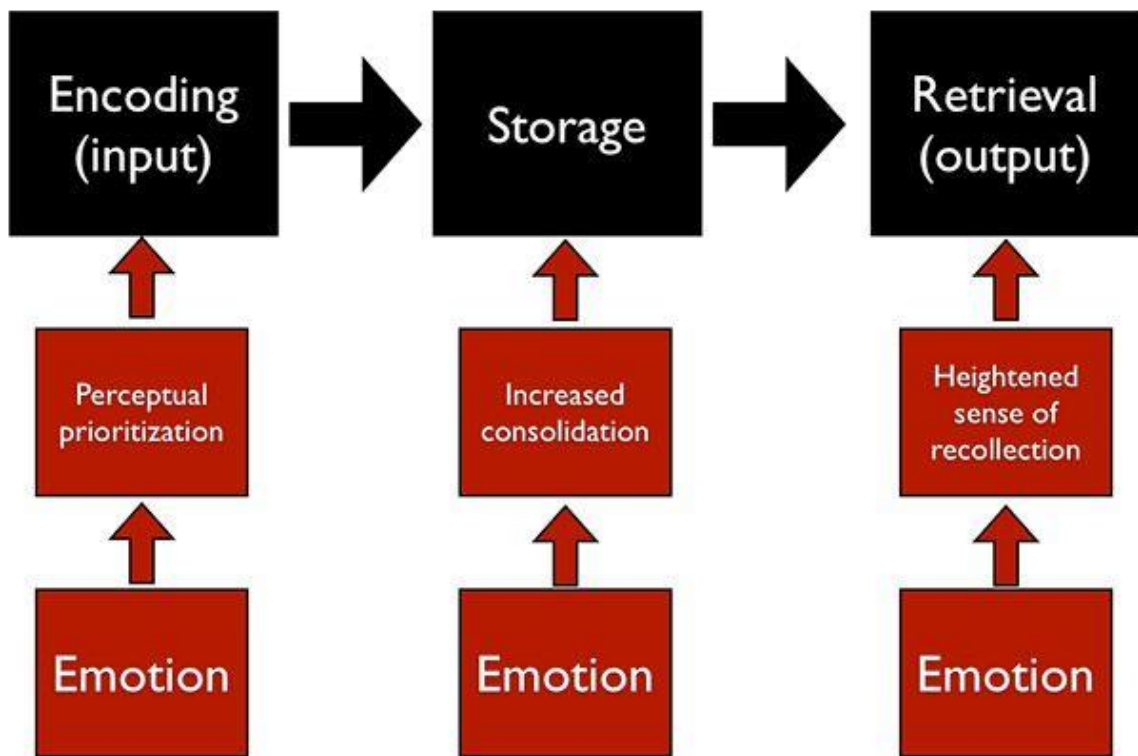 Encoding
(input)
Storage
Retrieval
(output)
Perceptual
prioritization
Increased
consolidation
Heightened
sense of
recollection
Emotion
Emotion
Emotion